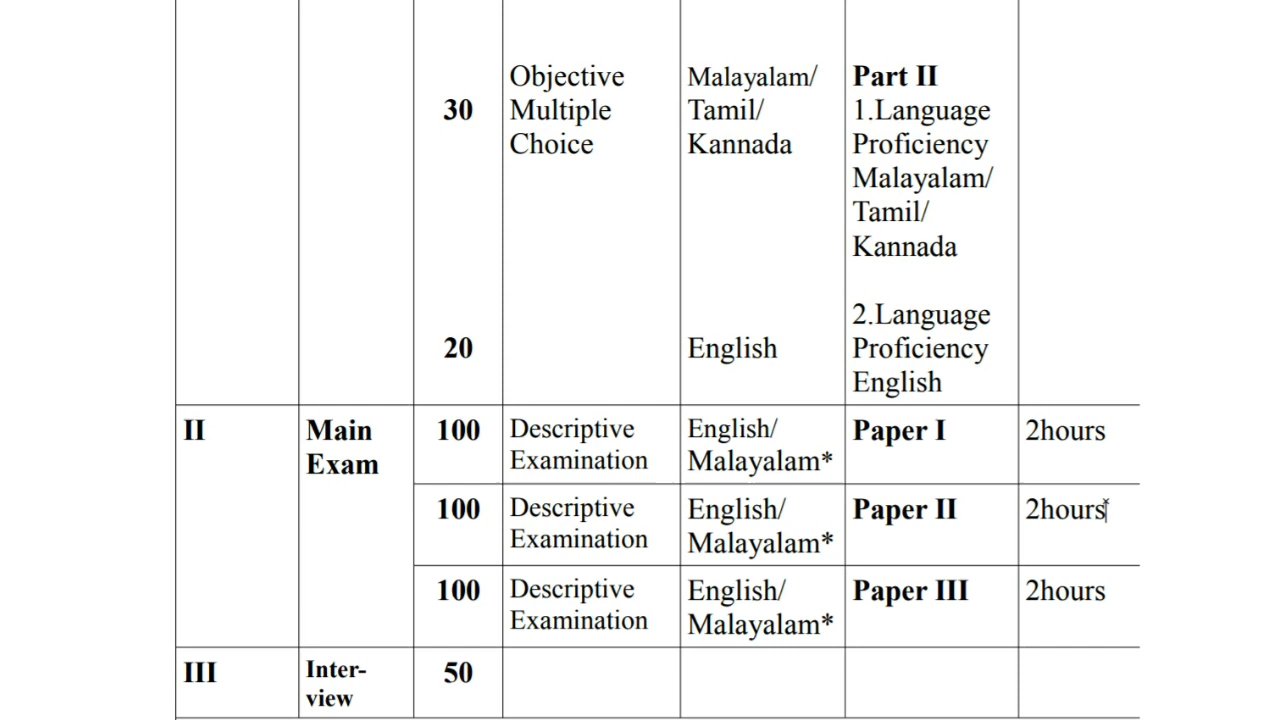 Objective Malayalam/ Part II
30 Multiple Tamil/ 1.Language
Choice Kannada Proficiency
Malayalam/
Tamil/
Kannada
2.Language
20 English Proficiency
English
II Main 100 Descriptive English/ Paper I 2hours
Exam Examination Malayalam*
100 Descriptive English/ Paper II 2hours
Examination Malayalam*
100 Descriptive English/ Paper III 2hours
Examination Malayalam*
III Inter- 50
view